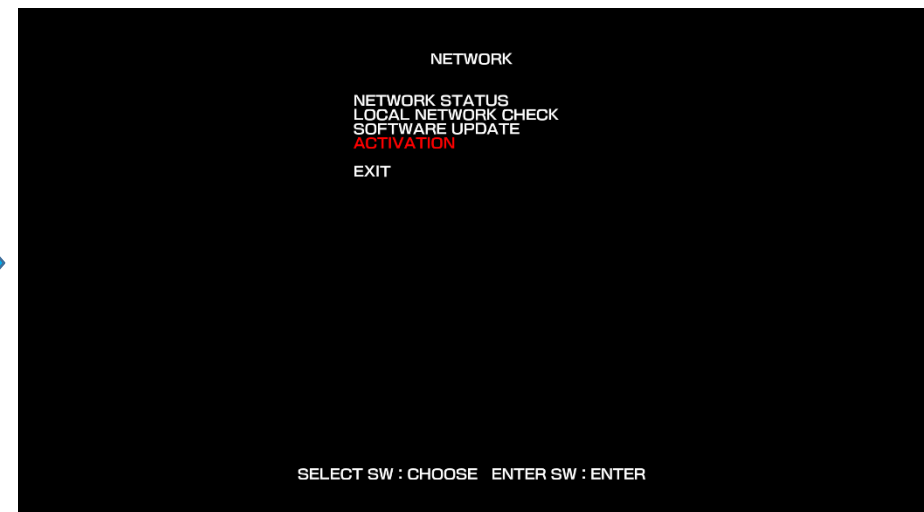 NETWORK
NETWORK STATUS
LOCAL NETWORK CHECK
SOFTWARE UPDATE
ACTIVATION
EXIT
SELECT SW : CHOOSE ENTER SW : ENTER